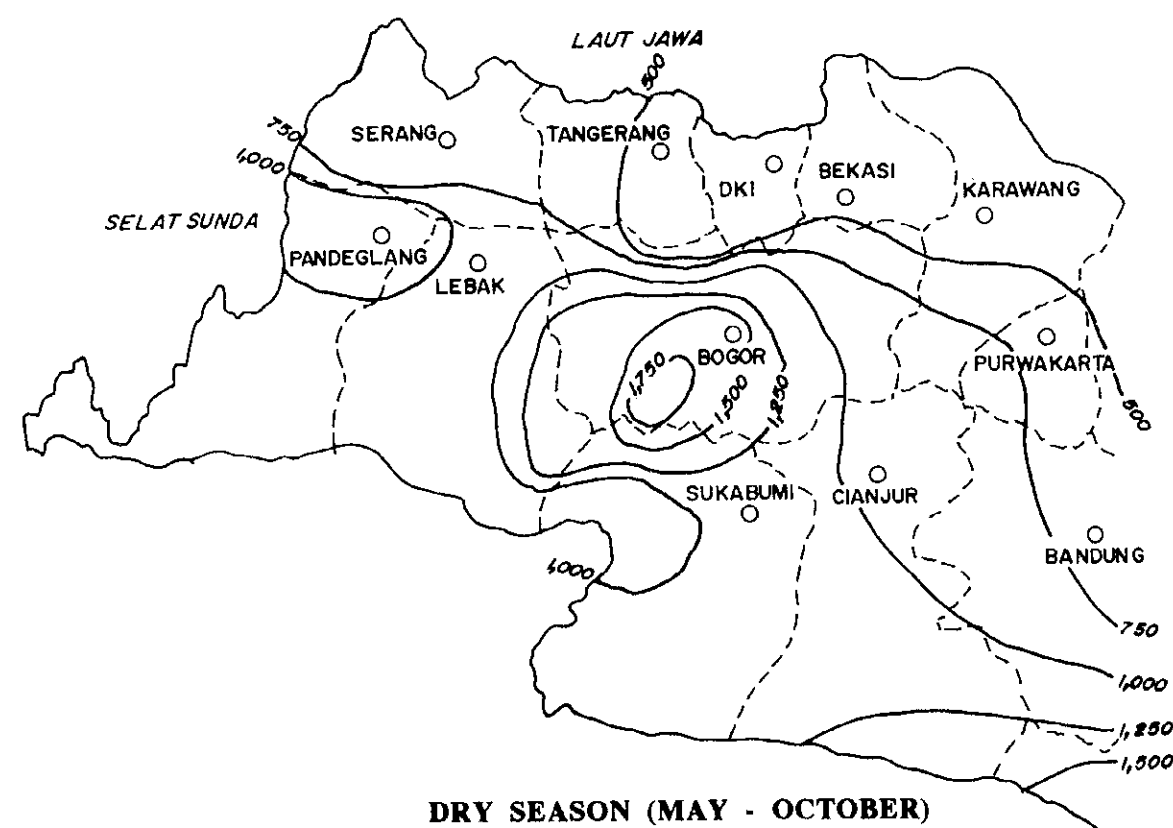 LAUT JAWA
500
750
SERANG
TANGERANG
1,000
DKI
BEKASI
KARAWANG
SELAT SUNDA
PANDEGLANG
LEBAK
BOGOR
PURWAKARTA
1,750
1,500
1,250
500
SUKABUMI
CIANJUR
BANDUNG
1,000
750
1,000
1,250
1,500
DRY SEASON (MAY - OCTOBER)